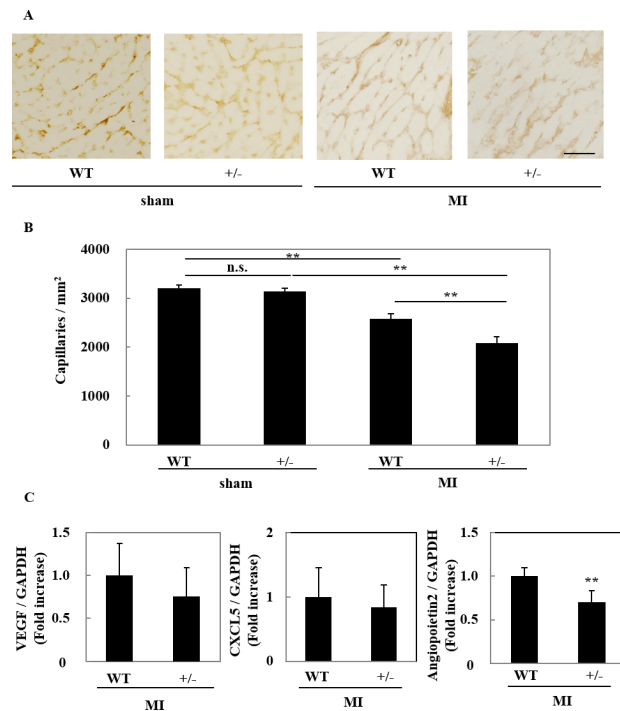 A
WT +/- WT +/-
sham MI
B
4000
3000
2000
1000
0
Capillaries / mm²
**
n.s. **
**
WT +/- WT +/-
sham MI
C
VEGF / GAPDH
(Fold increase)
1.5
1.0
0.5
0
WT +/-
MI
CXCL5 / GAPDH
(Fold increase)
2
1
0
WT +/-
MI
Angiopoietin2 / GAPDH
(Fold increase)
1.5
1.0
0.5
0
**
WT +/-
MI